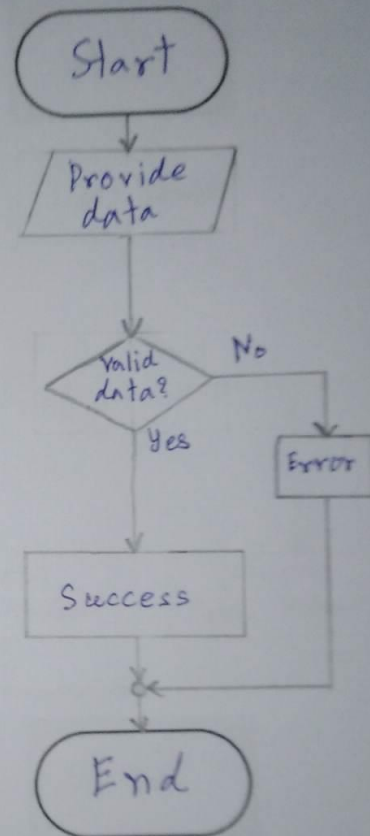 Start
Provide
data
valid
data?
No
Yes
Error
Success
End